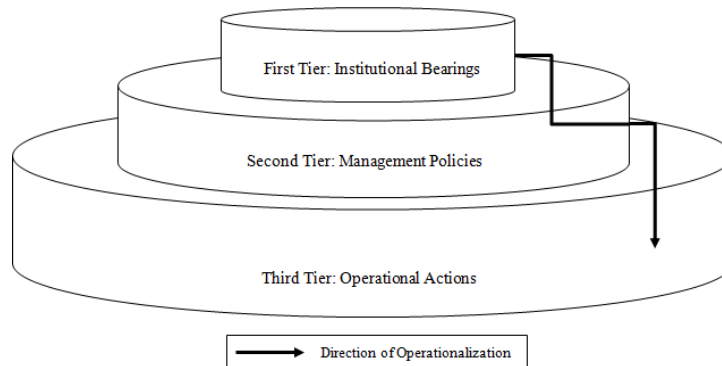 First Tier: Institutional Bearings
Second Tier: Management Policies
Third Tier: Operational Actions
Direction of Operationalization